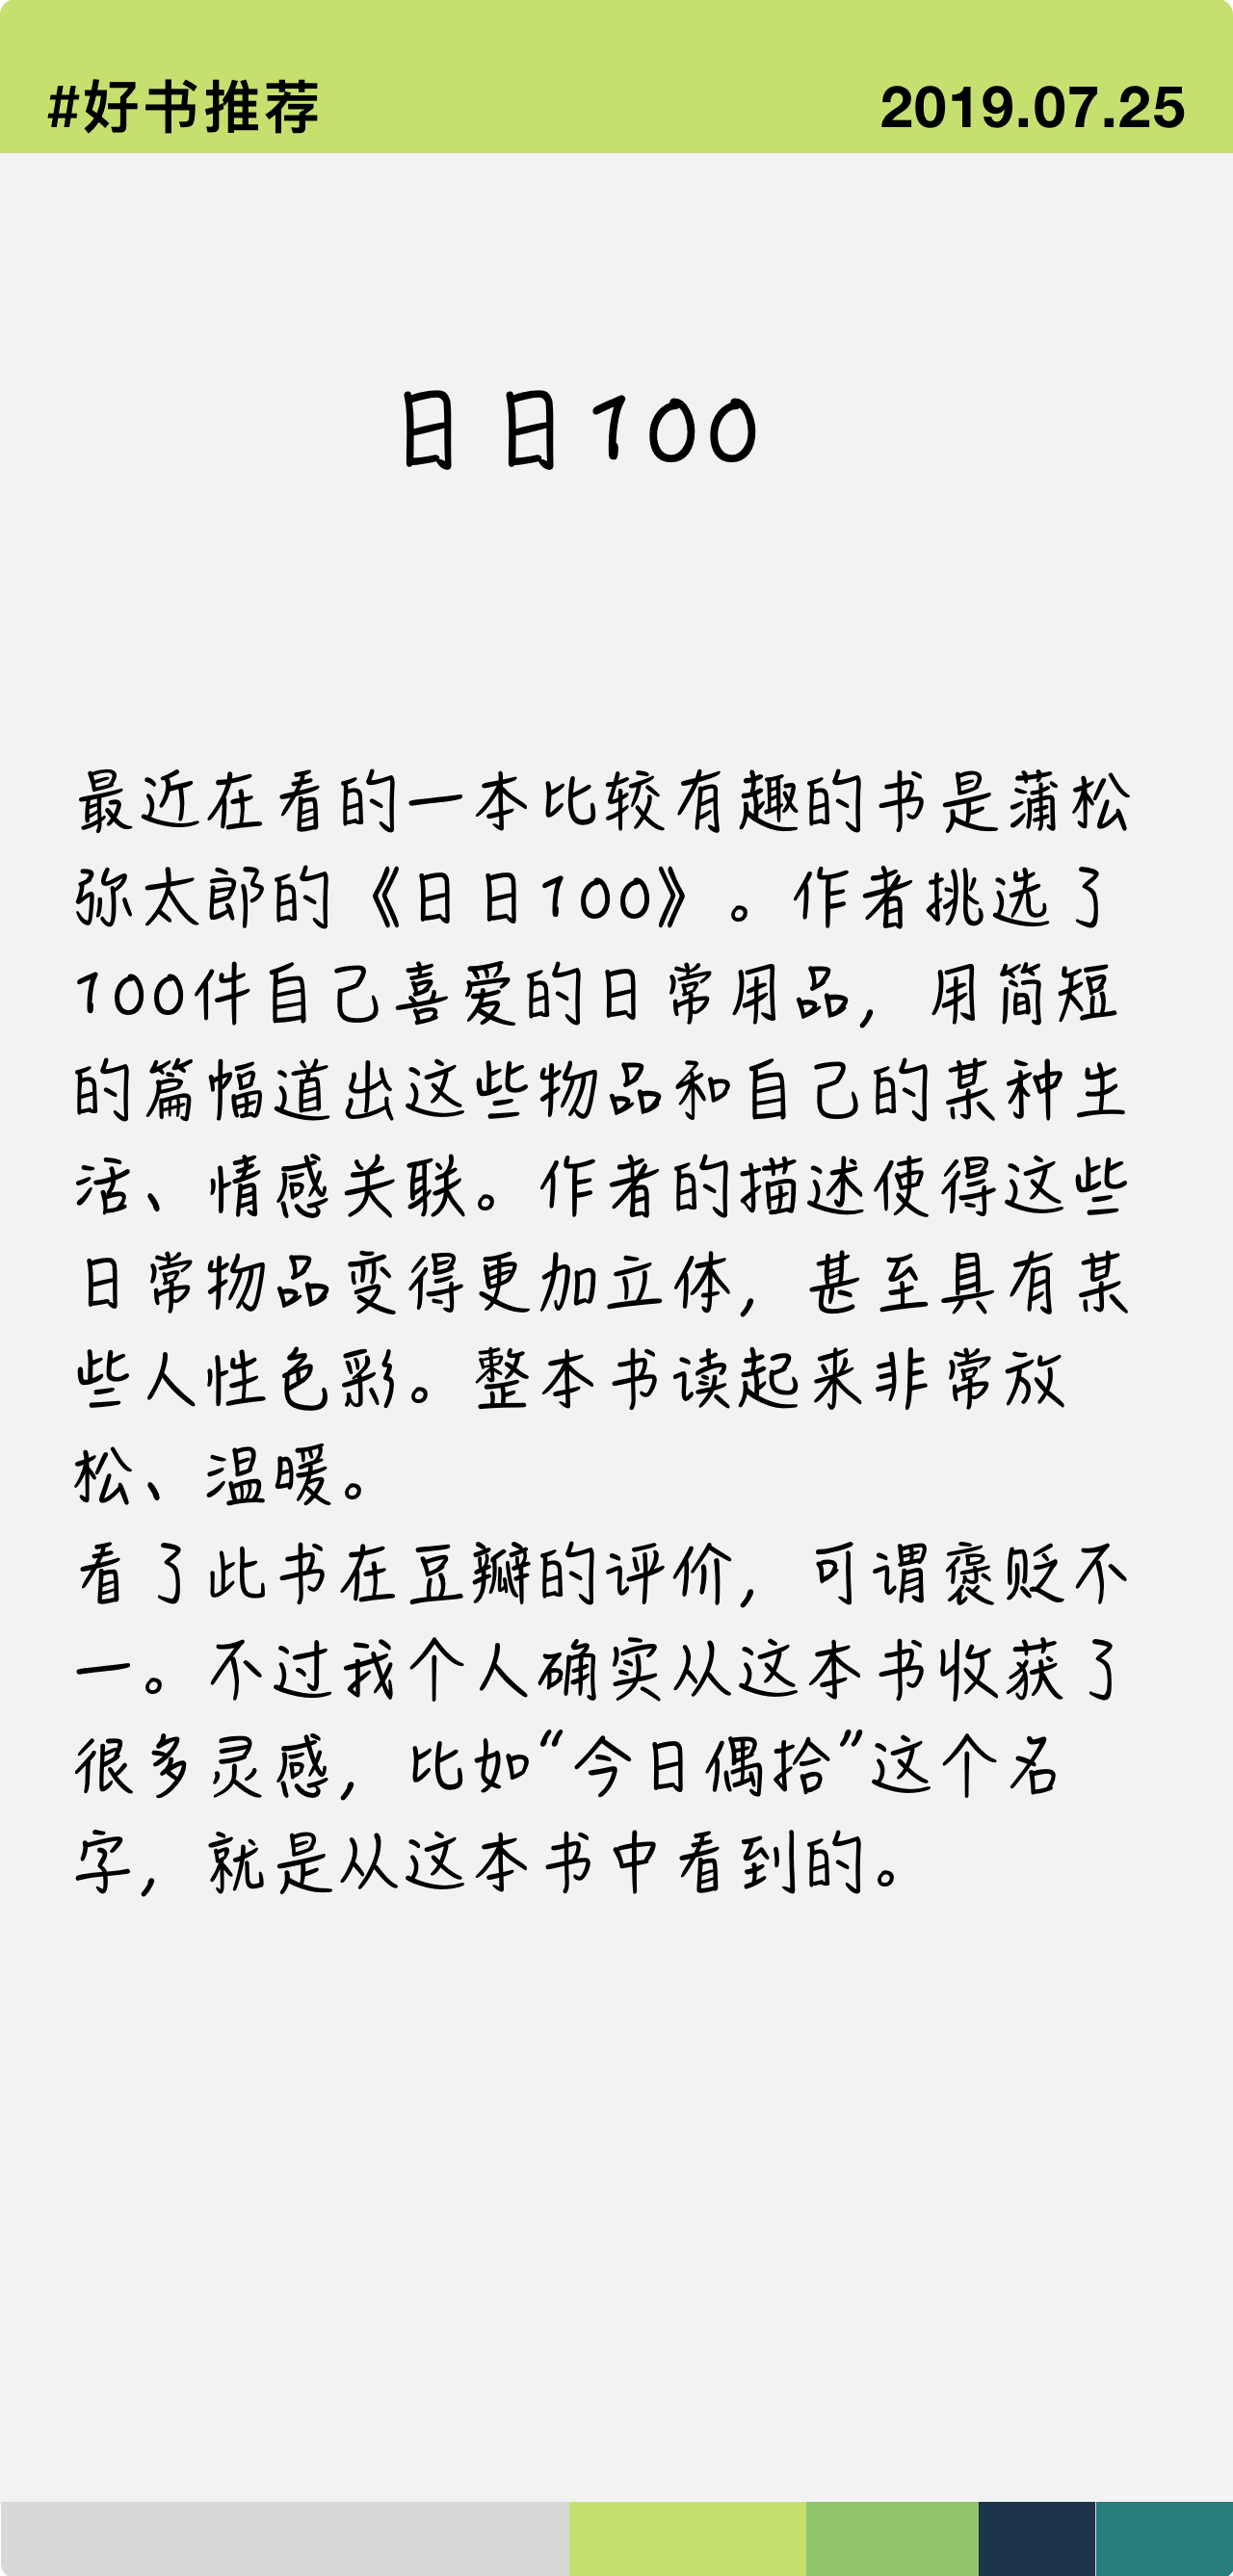 #好书推荐
2019.07.25
日日100
最近在看的一本比较有趣的书是蒲松
弥太郎的《日日100》。作者挑选了
100件自己喜爱的日常用品，用简短
的篇幅道出这些物品和自己的某种生
活、情感关联。作者的描述使得这些
日常物品变得更加立体，甚至具有某
些人性色彩。整本书读起来非常放
松、温暖。
看了此书在豆瓣的评价，可谓褒贬不
一。不过我个人确实从这本书收获了
很多灵感，比如“今日偶拾”这个名
字，就是从这本书中看到的。